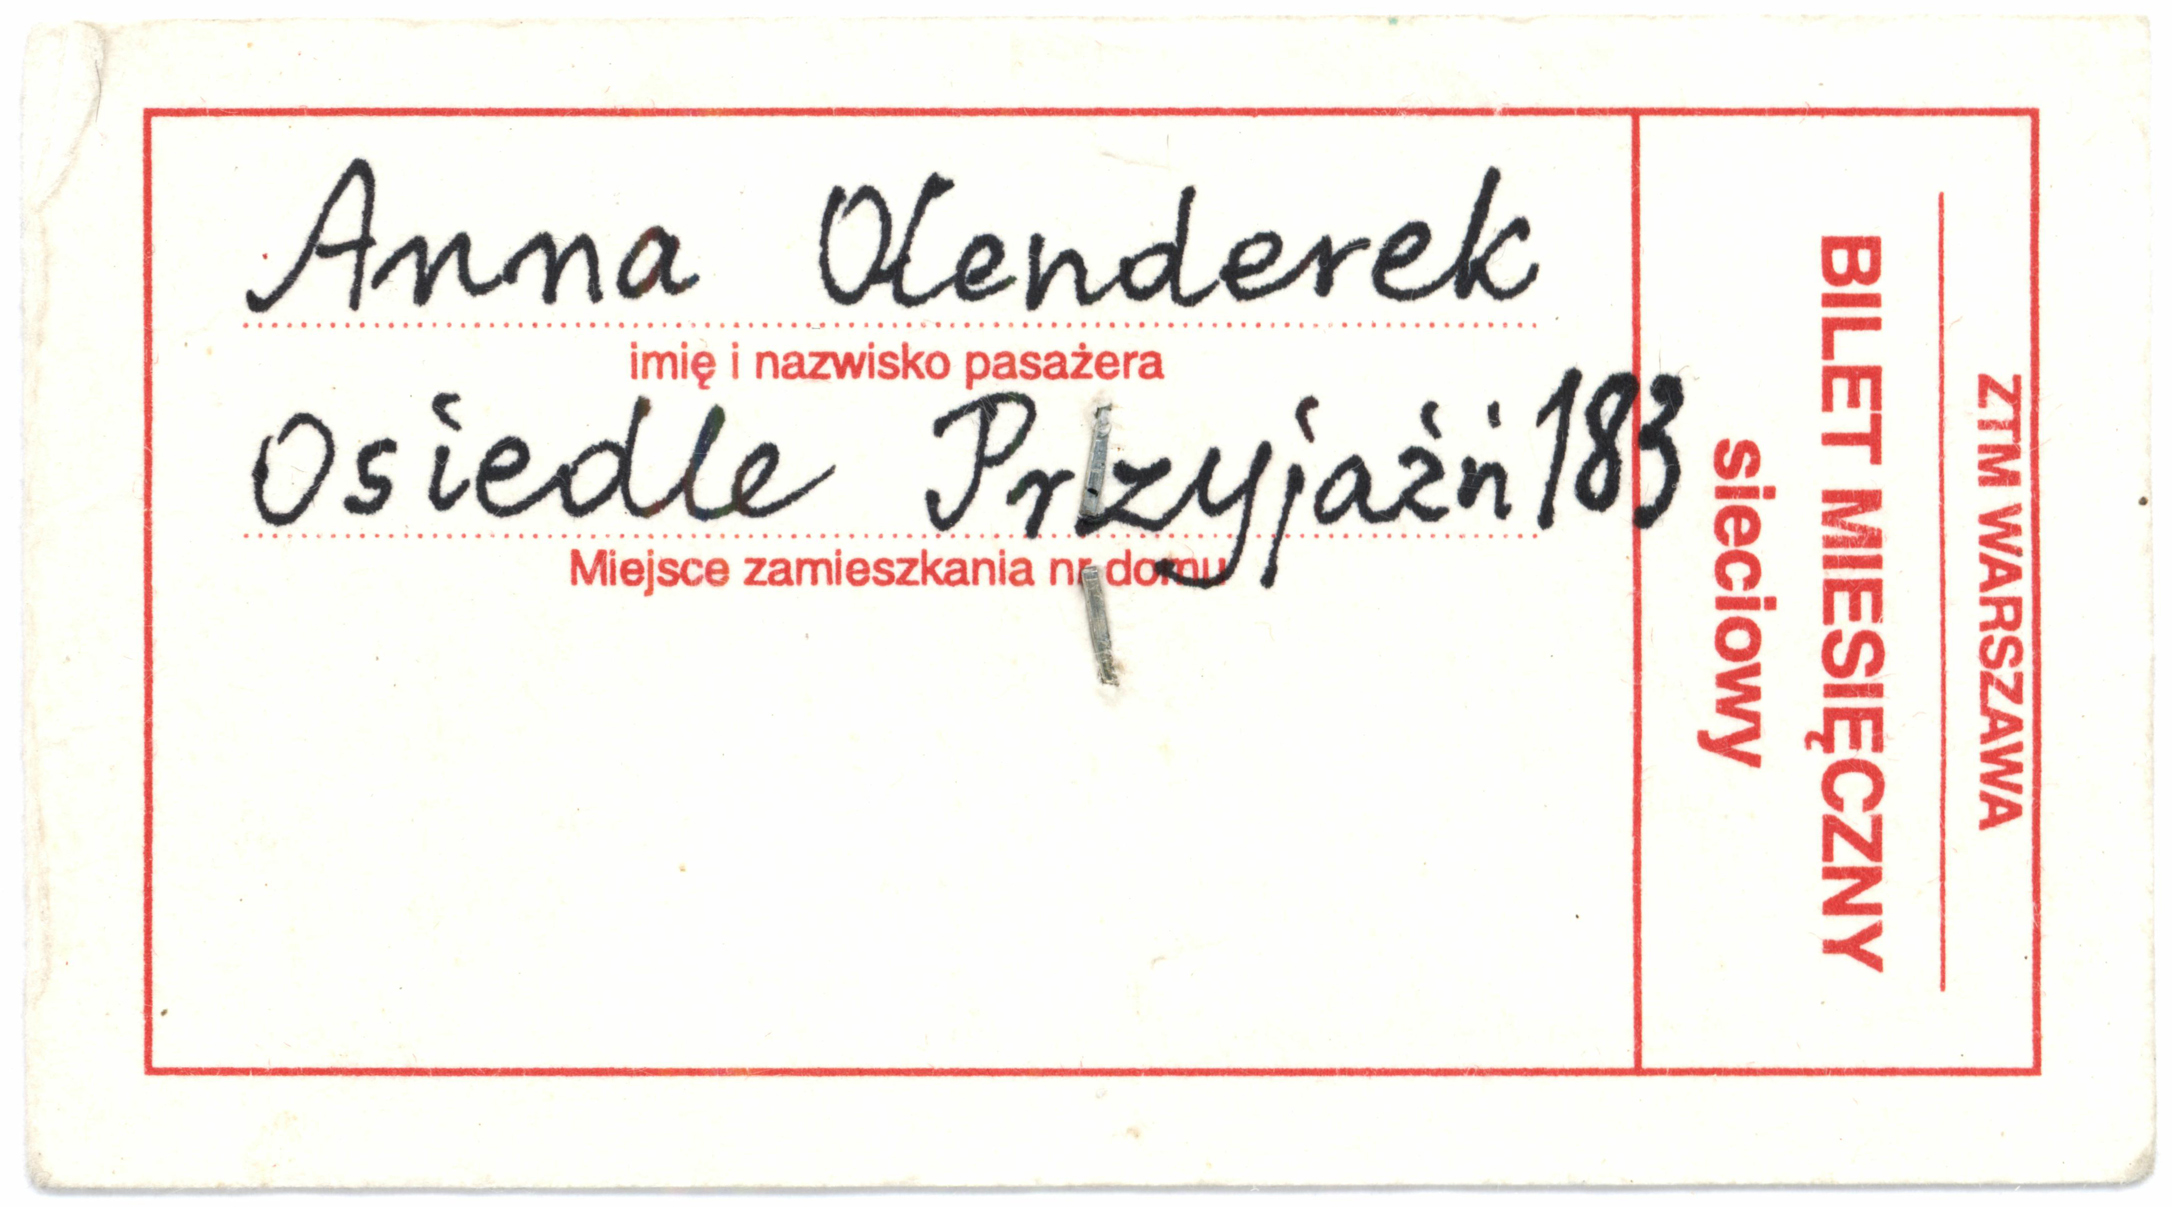 Anna Olenderek
imię i nazwisko pasażera
Osiedle Przyjaźń 183
Miejsce zamieszkania nr domu
ZTM WARSZAWA
BILET MIESIĘCZNY
sieciowy